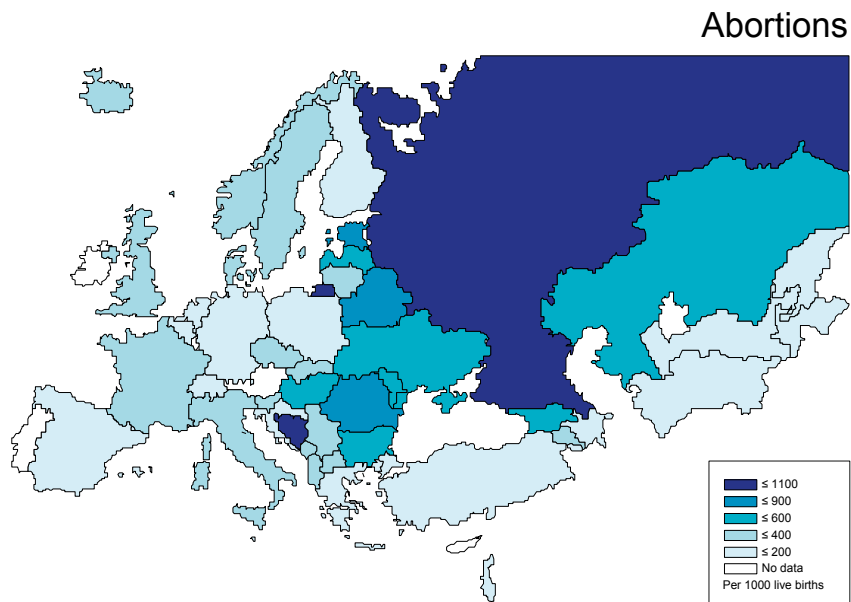 Abortions
≤ 1100
≤ 900
≤ 600
≤ 400
≤ 200
No data
Per 1000 live births